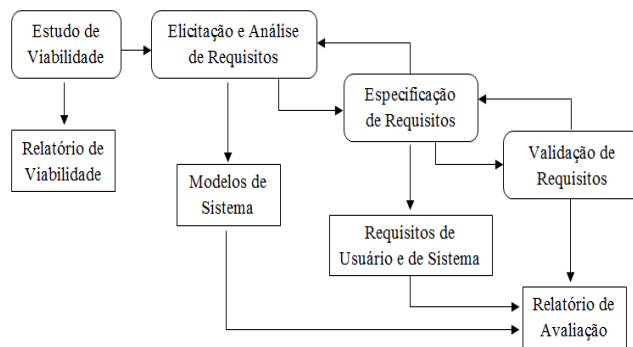 Estudo de
Viabilidade
Elicitação e Análise
de Requisitos
Especificação
de Requisitos
Relatório de
Viabilidade
Validação de
Requisitos
Modelos de
Sistema
Requisitos de
Usuário e de Sistema
Relatório de
Avaliação